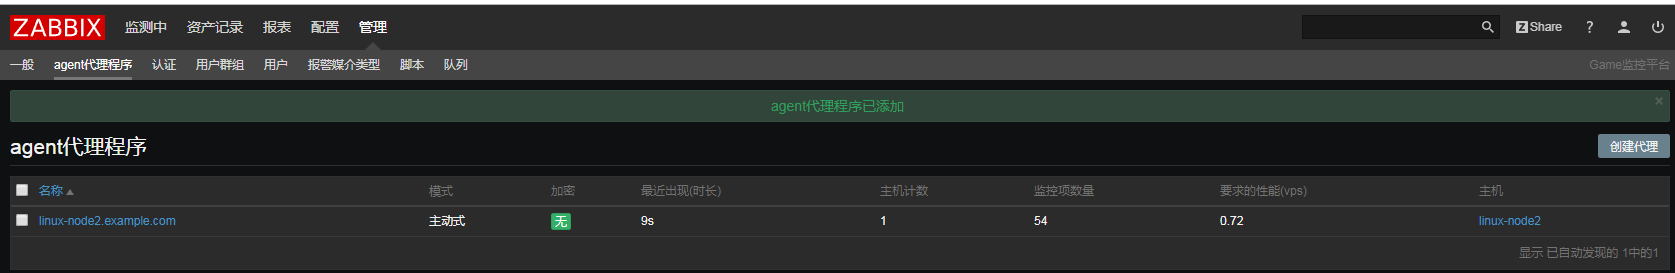 ZABBIX 监测中 资产记录 报表 配置 管理 Z Share ?
一般 agent代理程序 认证 用户群组 用户 报警媒介类型 脚本 队列 Game监控平台
agent代理程序已添加 ×
agent代理程序 创建代理
名称 模式 加密 最近出现(时长) 主机计数 监控项数量 要求的性能(vps) 主机
linux-node2.example.com 主动式 无 9s 1 54 0.72 linux-node2
显示 已自动发现的 1中的1